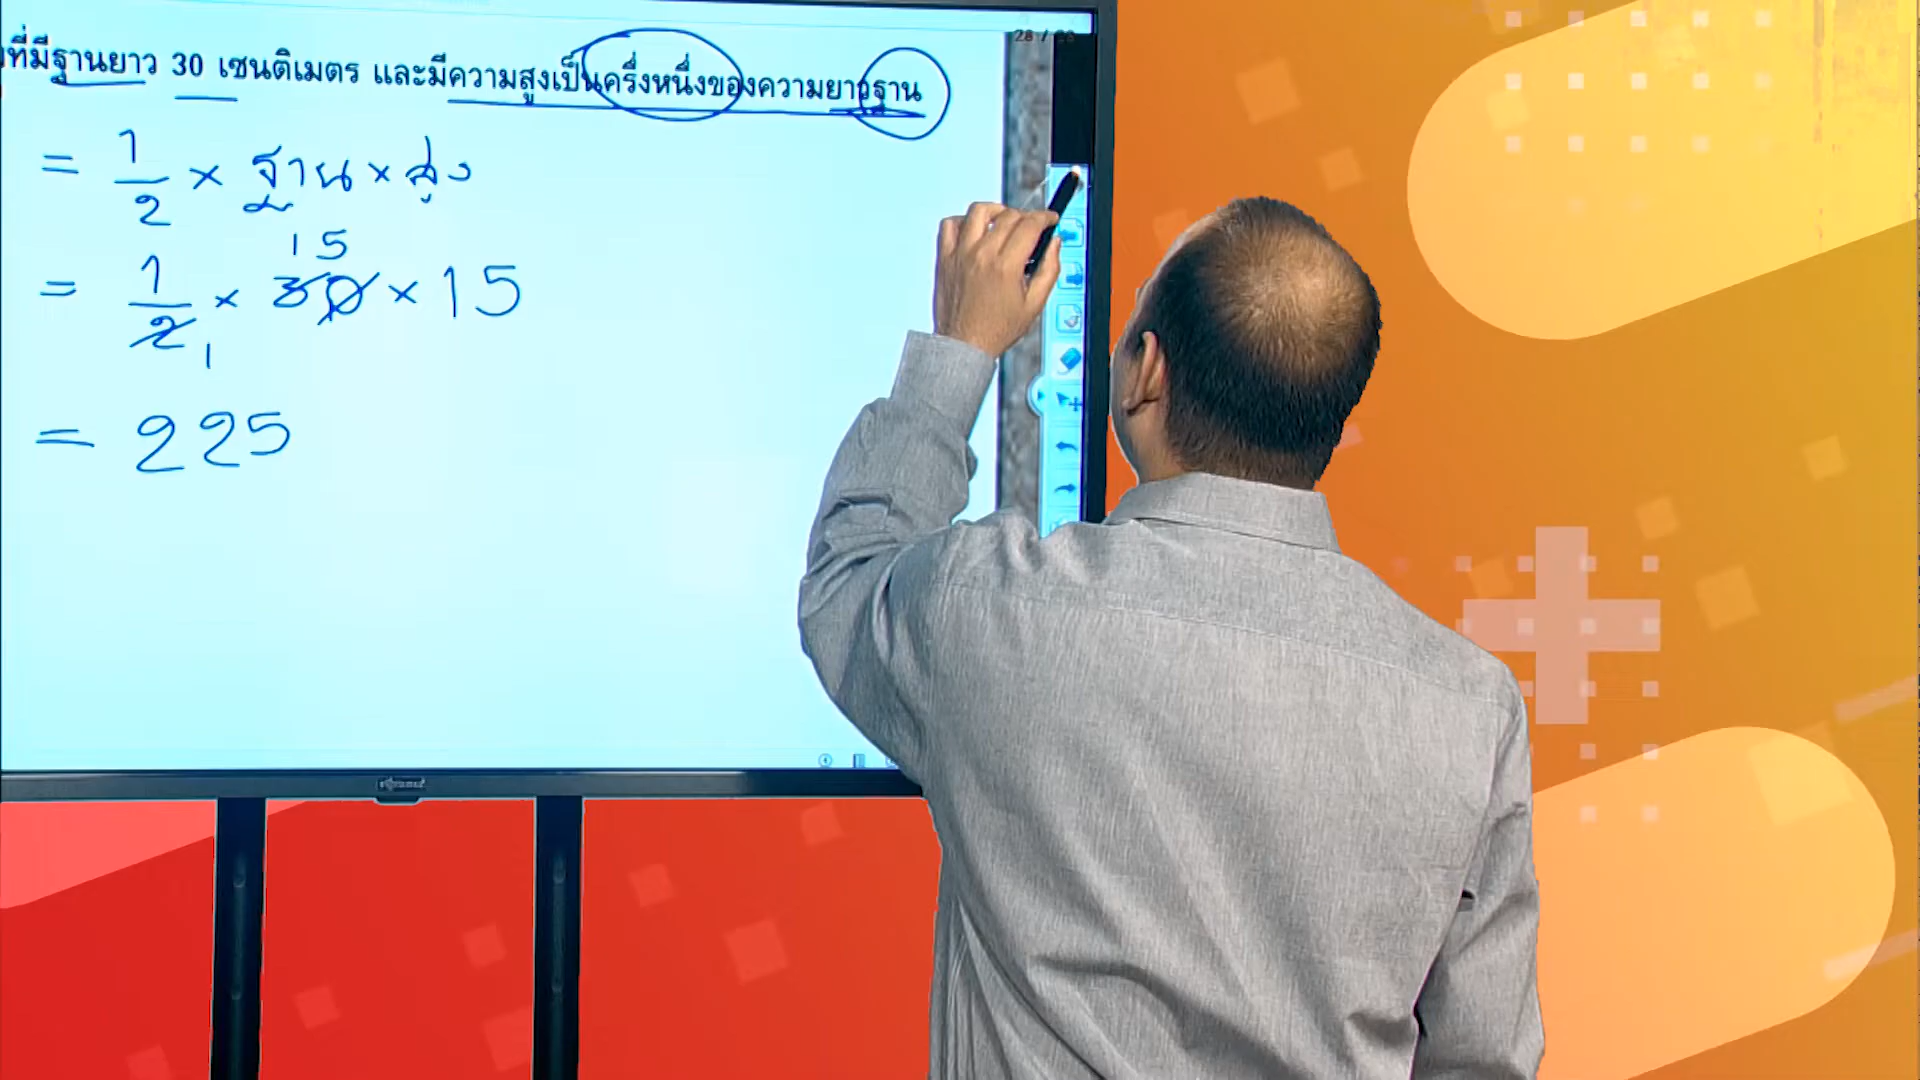 ที่มีฐานยาว 30 เซนติเมตร และมีความสูงเป็นครึ่งหนึ่งของความยาวฐาน
= 1/2 × ฐาน × สูง
15
= 1/2 × 30 × 15
1
= 225